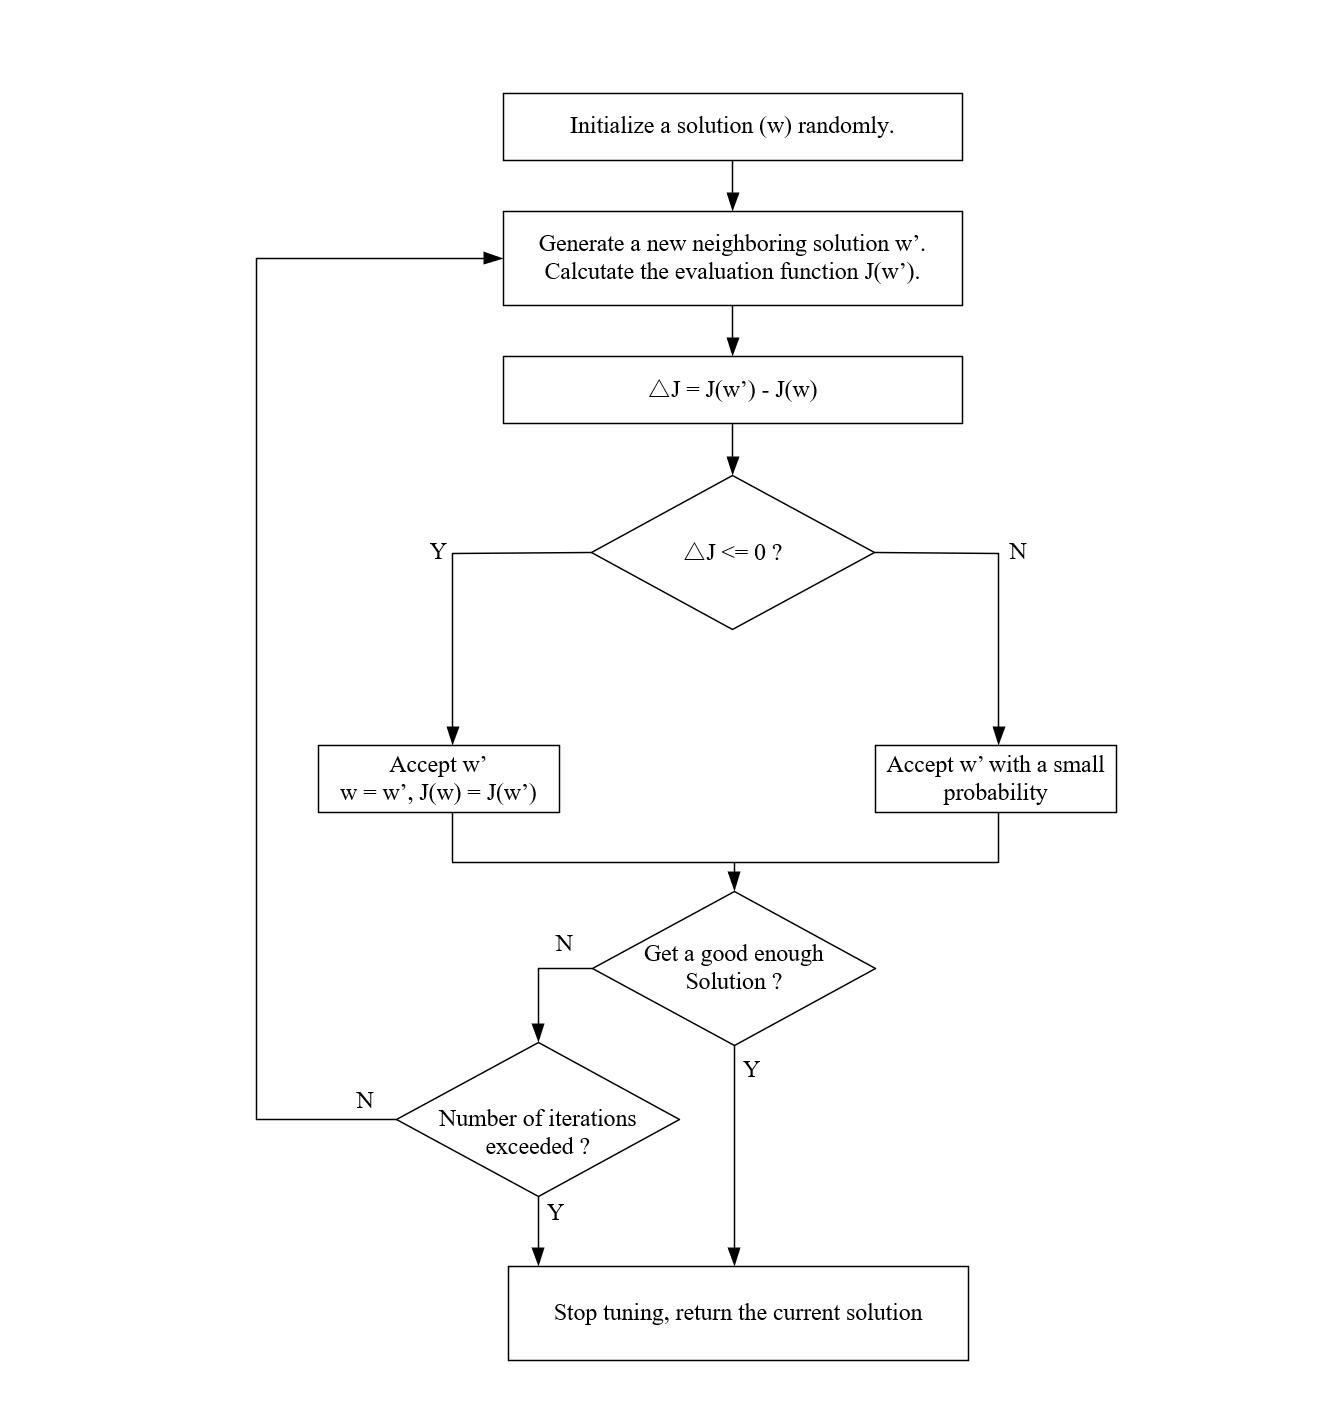 Initialize a solution (w) randomly.
Generate a new neighboring solution w’.
Calcutate the evaluation function J(w’).
△J = J(w’) - J(w)
△J <= 0 ?
Y
N
Accept w’
w = w’, J(w) = J(w’)
Accept w’ with a small
probability
N
Get a good enough
Solution ?
Y
N
Number of iterations
exceeded ?
Y
Stop tuning, return the current solution